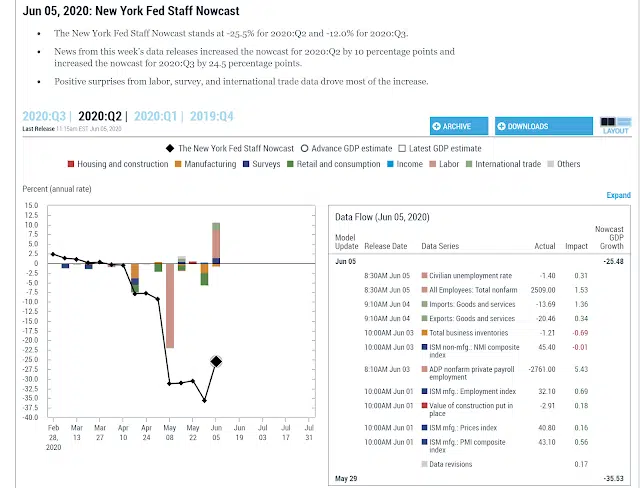 Jun 05, 2020: New York Fed Staff Nowcast
• The New York Fed Staff Nowcast stands at -25.5% for 2020:Q2 and -12.0% for 2020:Q3.
• News from this week's data releases increased the nowcast for 2020:Q2 by 10 percentage points and
increased the nowcast for 2020:Q3 by 24.5 percentage points.
• Positive surprises from labor, survey, and international trade data drove most of the increase.
2020:Q3 | 2020:Q2 | 2020:Q1 | 2019:Q4
Last Release 11:15am EST Jun 05, 2020
ARCHIVE
DOWNLOADS
LAYOUT
The New York Fed Staff Nowcast Advance GDP estimate Latest GDP estimate
Housing and construction Manufacturing Surveys Retail and consumption Income Labor International trade Others
Percent (annual rate)
Expand
15.0
12.5
10.0
7.5
5.0
2.5
0
-2.5
-5.0
-7.5
-10.0
-12.5
-15.0
-17.5
-20.0
-22.5
-25.0
-27.5
-30.0
-32.5
-35.0
-37.5
-40.0
Feb Mar Mar Apr Apr May May Jun Jun Jul Jul Jul
28, 13 27 10 24 08 22 05 19 03 17 31
2020
Data Flow (Jun 05, 2020)
Model Update Release Date Data Series Actual Impact Nowcast GDP Growth
Jun 05 -25.48
8:30AM Jun 05 Civilian unemployment rate -1.40 0.31
8:30AM Jun 05 All Employees: Total nonfarm 2509.00 1.53
9:10AM Jun 04 Imports: Goods and services -13.69 1.36
9:10AM Jun 04 Exports: Goods and services -20.46 0.34
10:00AM Jun 03 Total business inventories -1.21 -0.69
10:00AM Jun 03 ISM non-mfg.: NMI composite index 45.40 -0.01
8:10AM Jun 03 ADP nonfarm private payroll employment -2761.00 5.43
10:00AM Jun 01 ISM mfg.: Employment index 32.10 0.69
10:00AM Jun 01 Value of construction put in place -2.91 0.18
10:00AM Jun 01 ISM mfg.: Prices index 40.80 0.16
10:00AM Jun 01 ISM mfg.: PMI composite index 43.10 0.56
Data revisions 0.17
May 29 -35.53